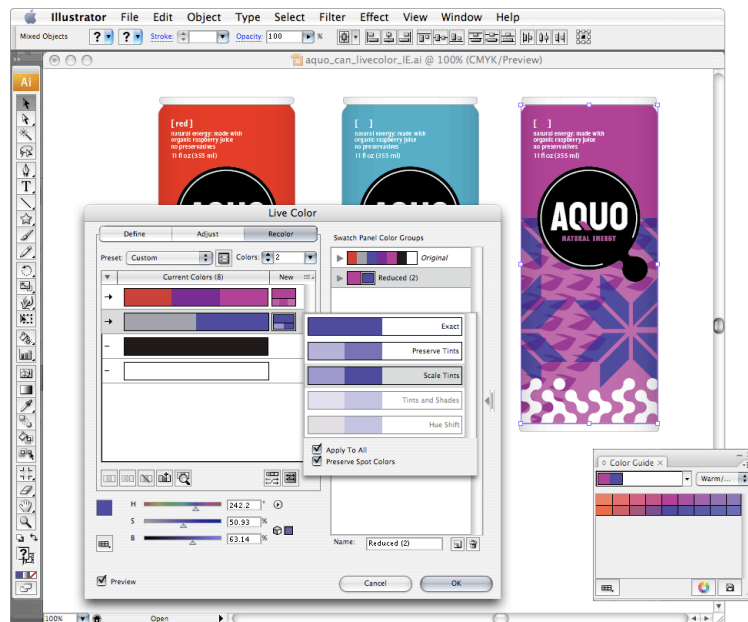 Illustrator File Edit Object Type Select Filter Effect View Window Help
Mixed Objects ? ? Stroke: Opacity: 100 %
aquo_can_livecolor_IE.ai @ 100% (CMYK/Preview)
Ai
T
[red]
natural energy: made with
organic raspberry juice
no preservatives
11 fl oz (355 ml)
[ ]
natural energy: made with
organic raspberry juice
no preservatives
11 fl oz (355 ml)
[ ]
natural energy: made with
organic raspberry juice
no preservatives
11 fl oz (355 ml)
AQUO
NATURAL ENERGY
Live Color
Define Adjust Recolor
Preset: Custom Colors: 2
Current Colors (8) New
Swatch Panel Color Groups
Original
Reduced (2)
Exact
Preserve Tints
Scale Tints
Tints and Shades
Hue Shift
Apply To All
Preserve Spot Colors
H 242.2 °
S 50.93 %
B 63.14 %
Name: Reduced (2)
Preview
Cancel OK
Color Guide ×
Warm/...
100% Open